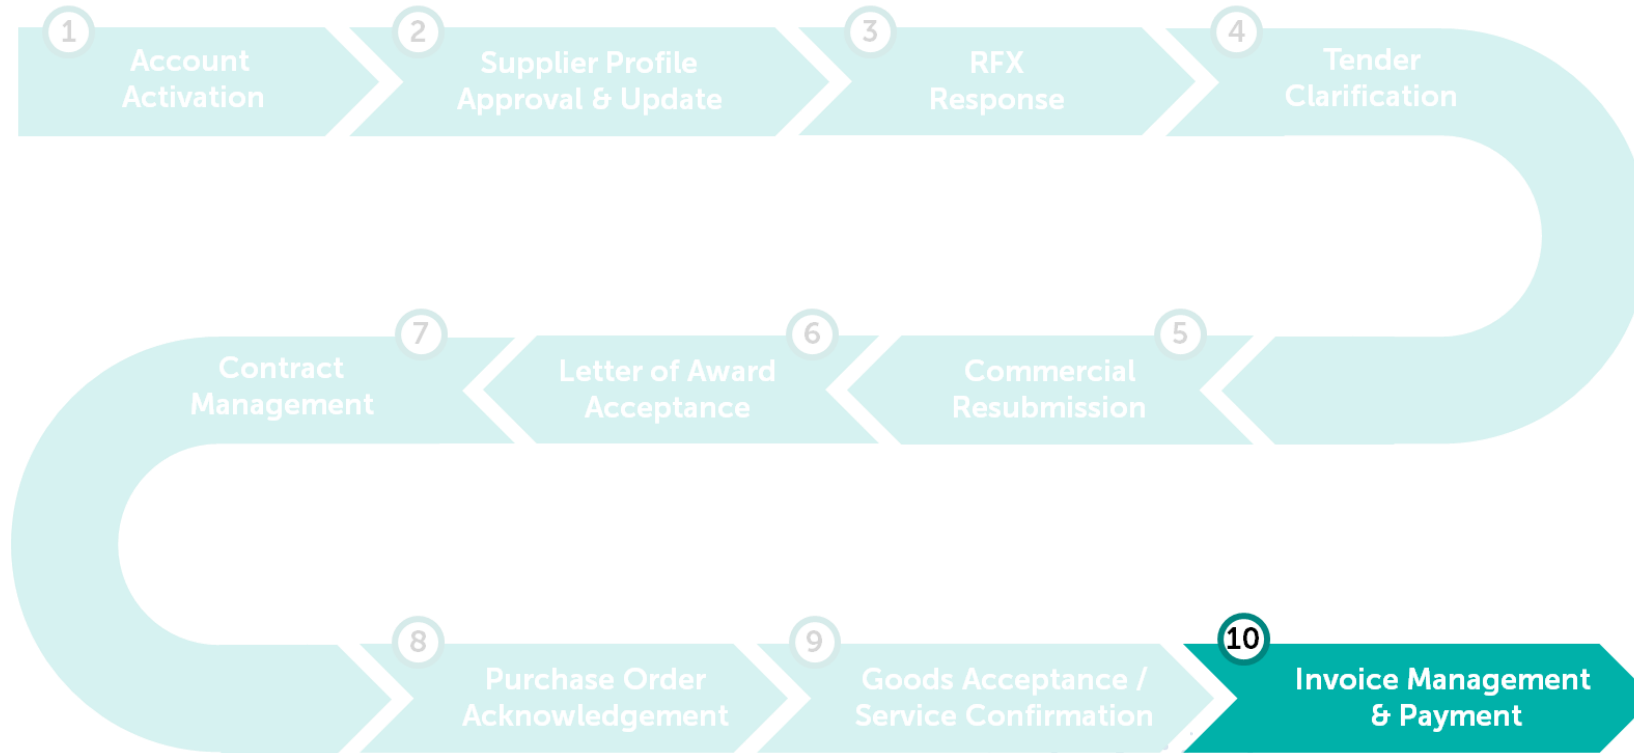 1
Account
Activation
2
Supplier Profile
Approval & Update
3
RFX
Response
4
Tender
Clarification
5
Commercial
Resubmission
6
Letter of Award
Acceptance
7
Contract
Management
8
Purchase Order
Acknowledgement
9
Goods Acceptance /
Service Confirmation
10
Invoice Management
& Payment